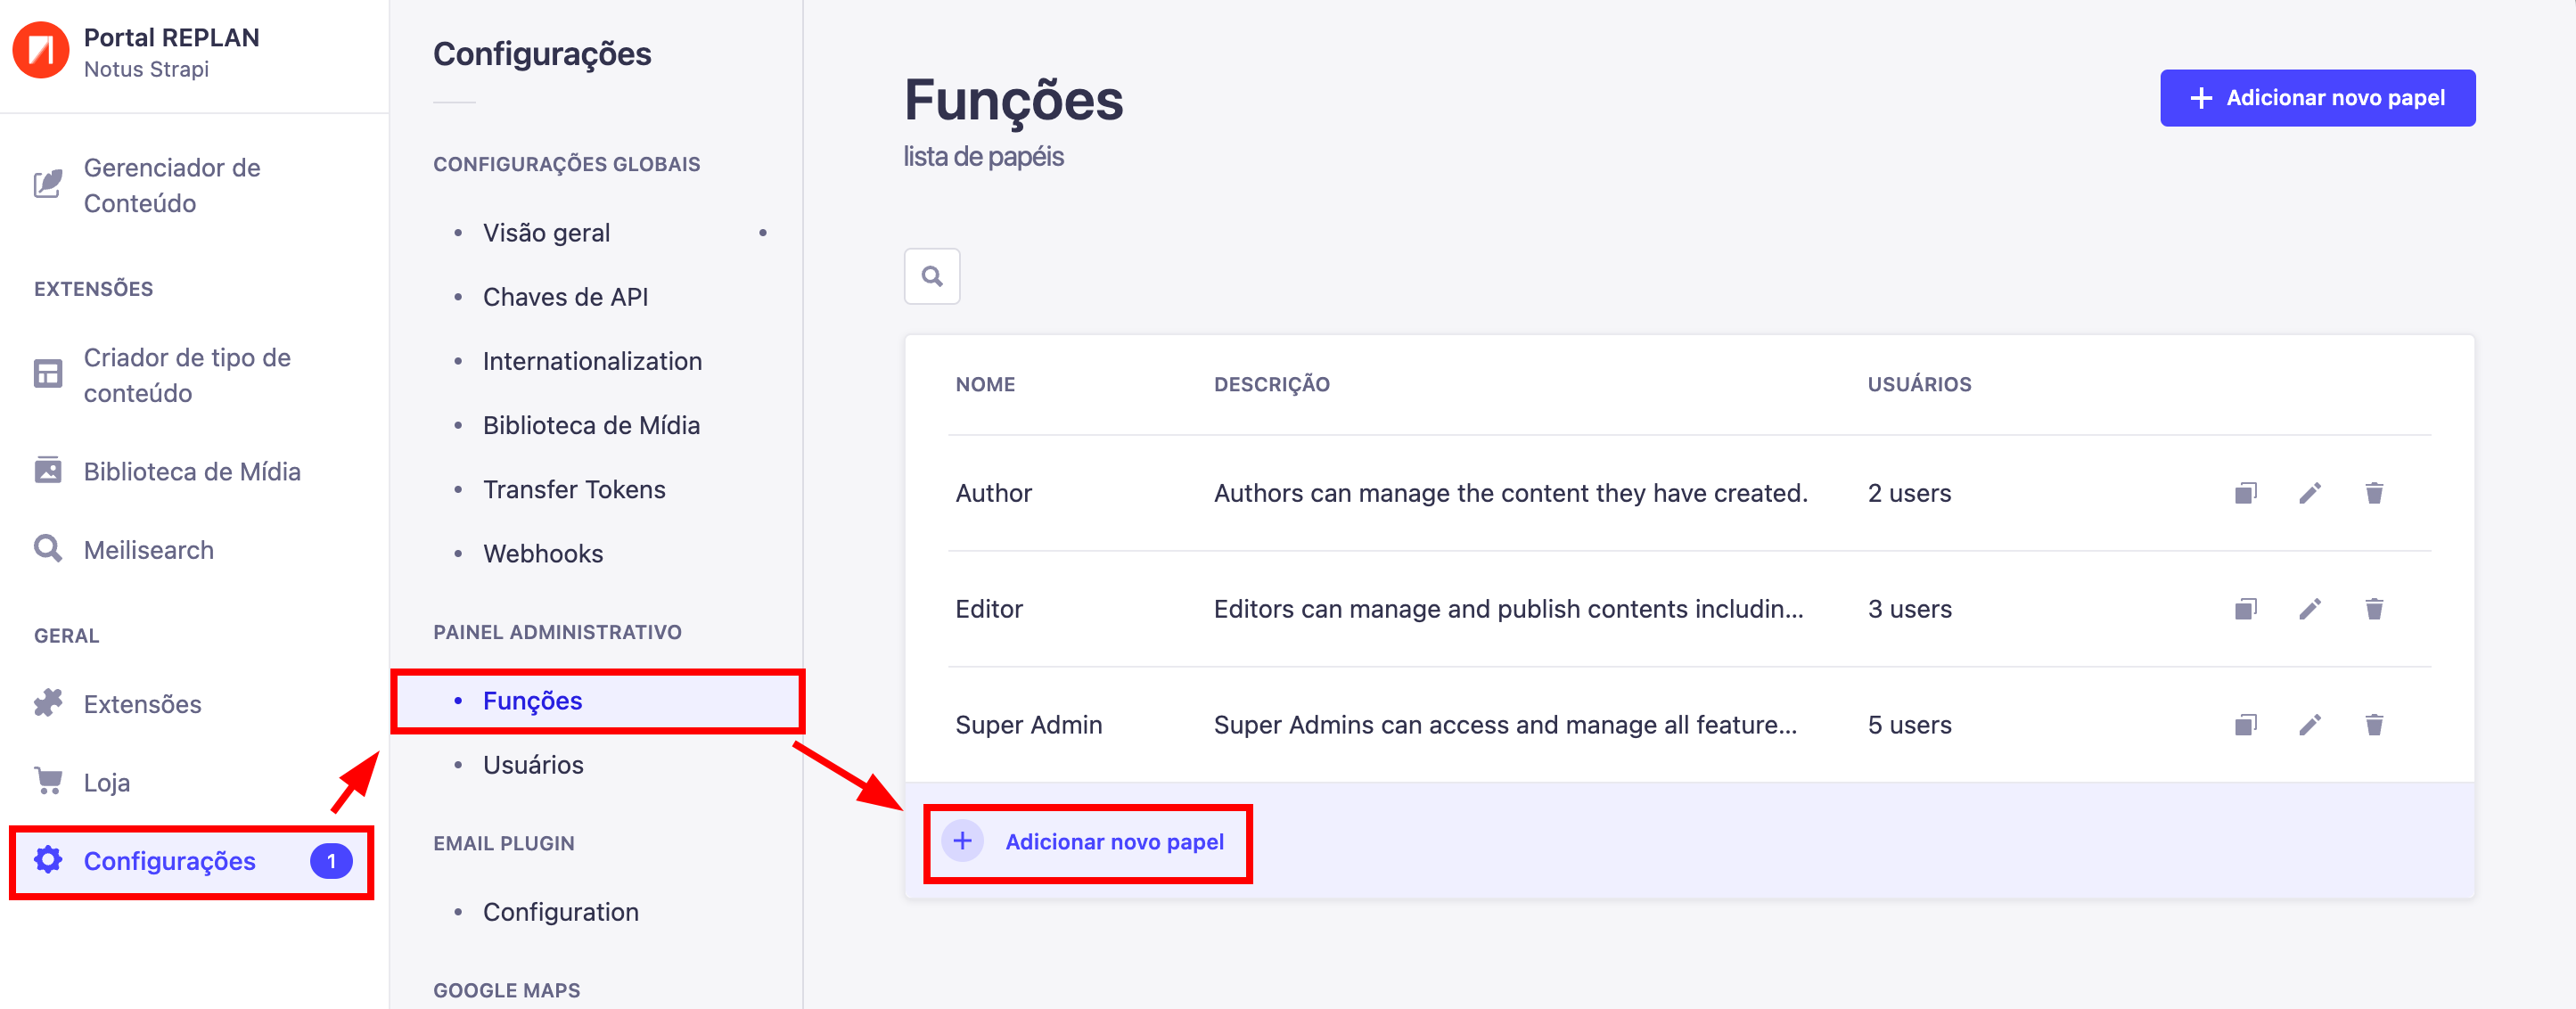 Portal REPLAN
Notus Strapi
Gerenciador de
Conteúdo
EXTENSÕES
Criador de tipo de
conteúdo
Biblioteca de Mídia
Meilisearch
GERAL
Extensões
Loja
Configurações 1
Configurações
CONFIGURAÇÕES GLOBAIS
Visão geral
Chaves de API
Internationalization
Biblioteca de Mídia
Transfer Tokens
Webhooks
PAINEL ADMINISTRATIVO
Funções
Usuários
EMAIL PLUGIN
Configuration
GOOGLE MAPS
Funções
lista de papéis
Adicionar novo papel
NOME DESCRIÇÃO USUÁRIOS
Author Authors can manage the content they have created. 2 users
Editor Editors can manage and publish contents includin... 3 users
Super Admin Super Admins can access and manage all feature... 5 users
Adicionar novo papel